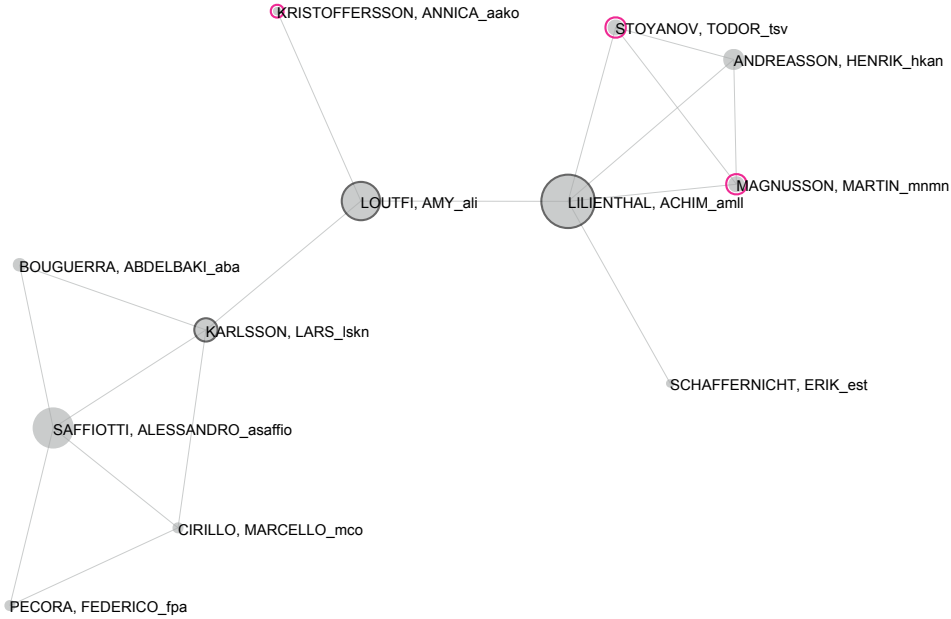 KRISTOFFERSSON, ANNICA_aako
STOYANOV, TODOR_tsv
ANDREASSON, HENRIK_hkan
MAGNUSSON, MARTIN_mnmn
LOUTFI, AMY_ali
LILIENTHAL, ACHIM_amll
BOUGUERRA, ABDELBAKI_aba
KARLSSON, LARS_lskn
SCHAFFERNICHT, ERIK_est
SAFFIOTTI, ALESSANDRO_asaffio
CIRILLO, MARCELLO_mco
PECORA, FEDERICO_fpa